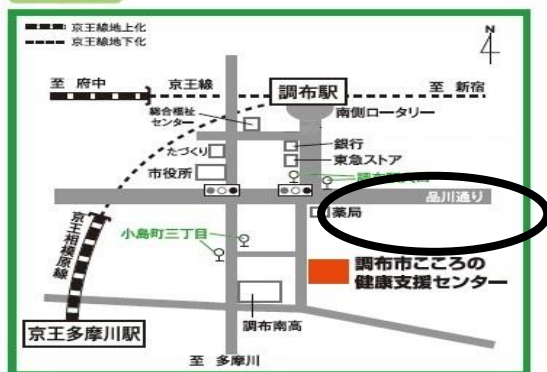 京王線地上化
京王線地下化
N
至 府中
京王線
調布駅
至 新宿
総合福祉
センター
南側ロータリー
たづくり
銀行
東急ストア
市役所
品川通り
薬局
小島町三丁目
京王相模原線
調布市こころの
健康支援センター
調布南高
京王多摩川駅
至 多摩川